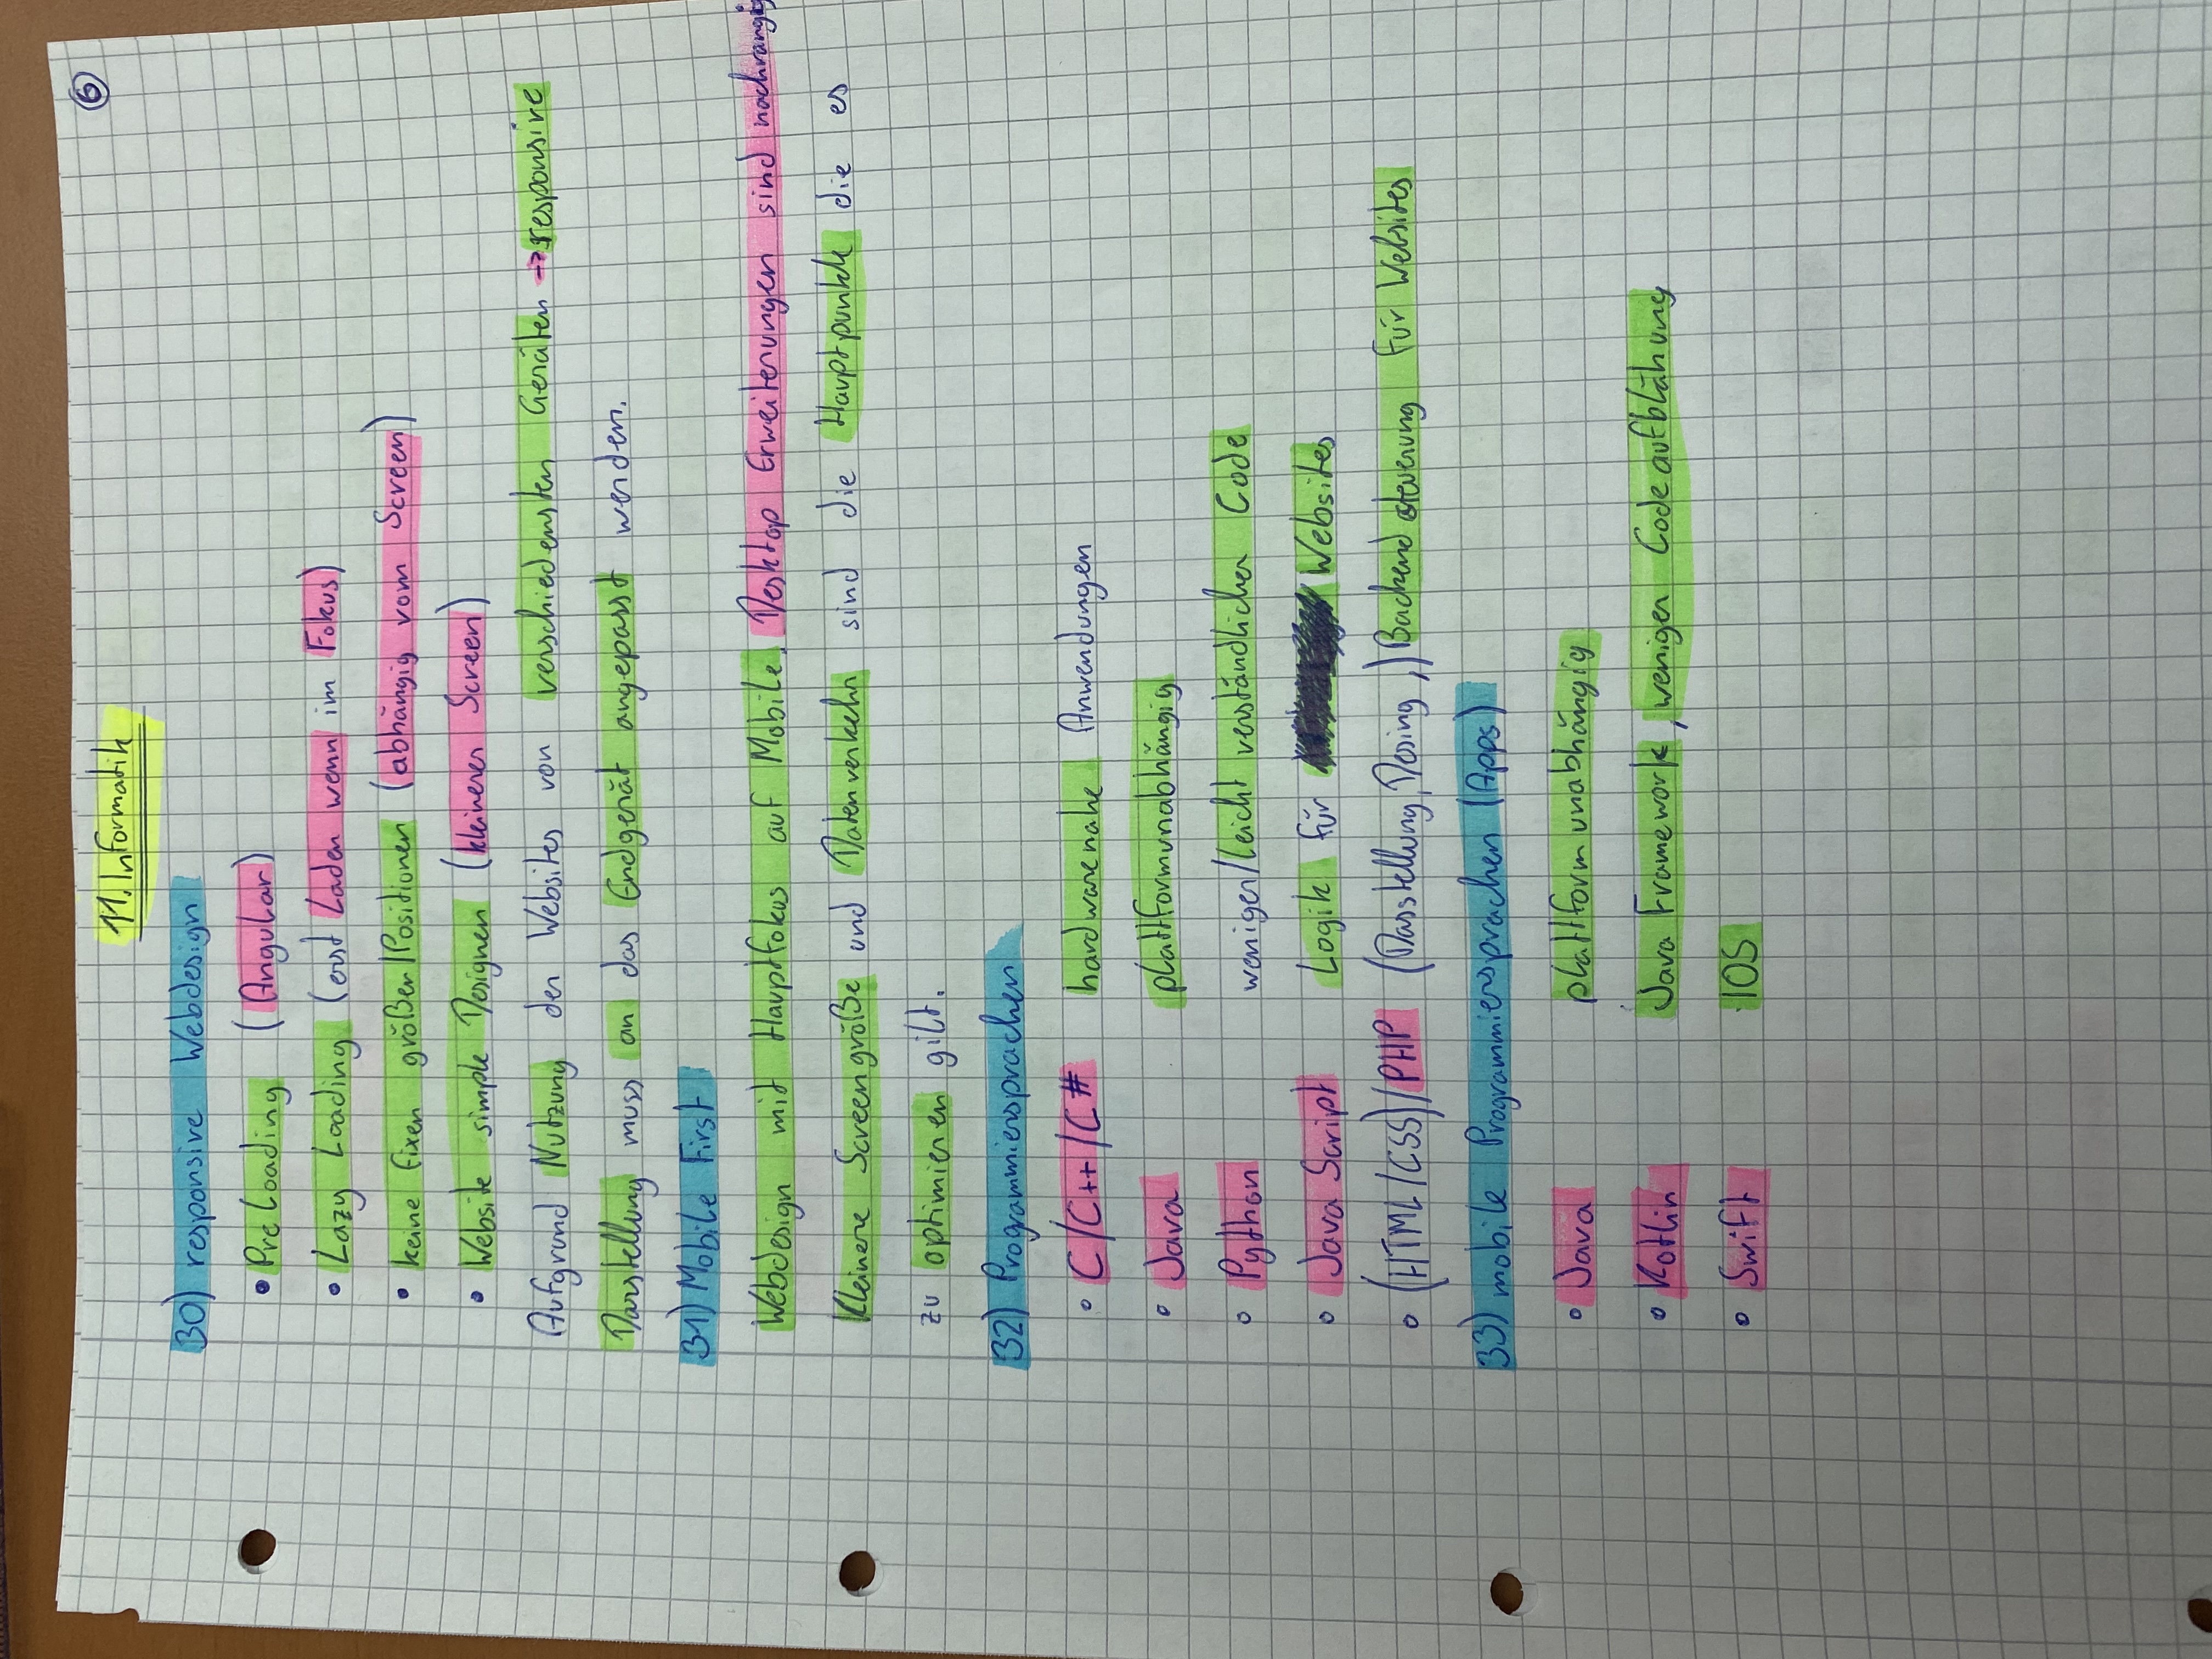 6
11. Informatik
30) responsive Webdesign
• Pre Loading (Angular)
• Lazy Loading (erst Laden wenn im Fokus)
• keine fixen größen/Positionen (abhängig vom Screen)
• Website simple Designen (kleinerer Screen)
Aufgrund Nutzung der Websites von verschiedensten Geräten → responsive
Darstellung muss an das Endgerät angepasst werden.
31) Mobile First
Webdesign mit Hauptfokus auf Mobile. Desktop Erweiterungen sind nachrangig
Kleinere Screengröße und Datenverkehr sind die Hauptpunkte die es
zu optimieren gilt.
32) Programmiersprachen
• C/C++/C# hardwarenahe Anwendungen
• Java plattformunabhängig
• Python weniger/leicht verständlicher Code
• Java Script Logik für Websites
• (HTML/CSS)/PHP (Darstellung, Desing,) Backend steuerung für Websites
33) mobile Programmiersprachen (Apps)
• Java plattformunabhängig
• Kotlin Java Framework, weniger Codeaufblähung
• Swift IOS